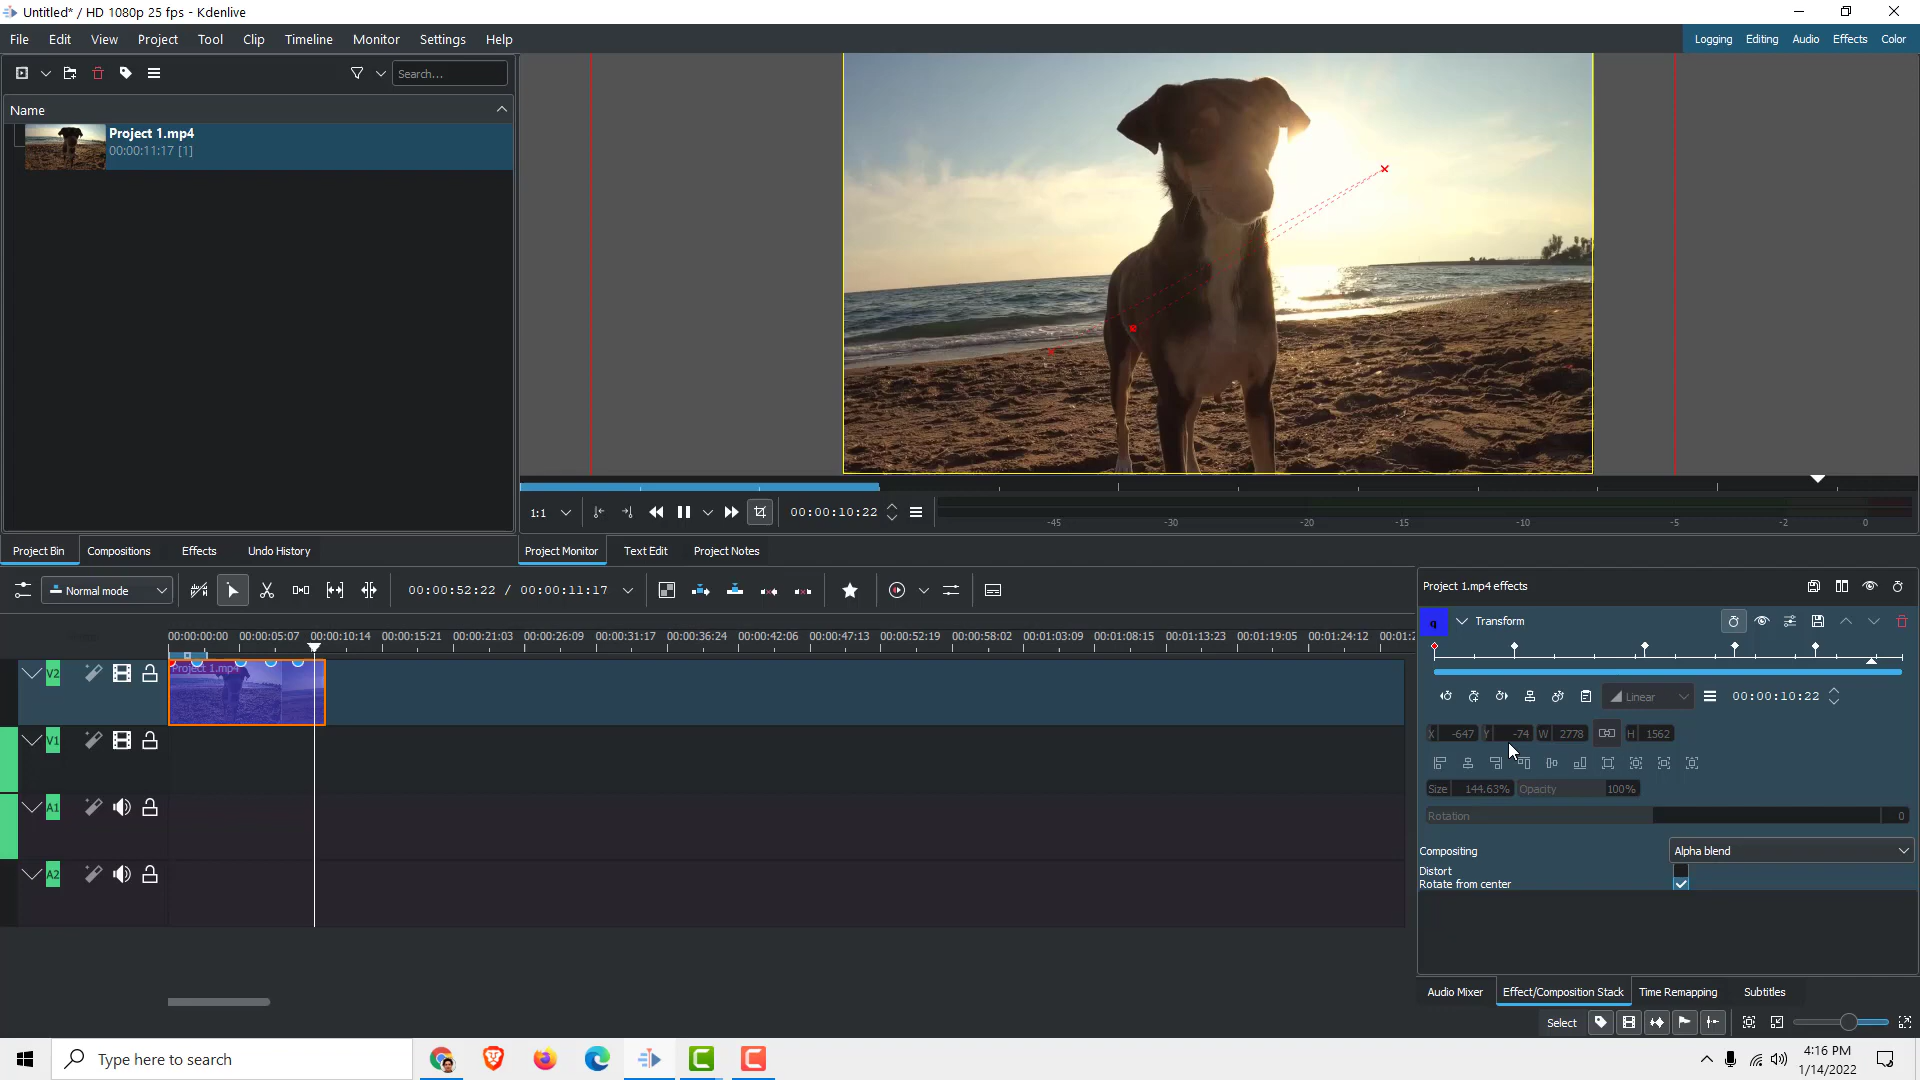 Untitled* / HD 1080p 25 fps - Kdenlive
File Edit View Project Tool Clip Timeline Monitor Settings Help
Logging Editing Audio Effects Color
Search...
Name
Project 1.mp4
00:00:11:17 [1]
1:1
00:00:10:22
-45 -30 -20 -15 -10 -5 -2 0
Project Bin Compositions Effects Undo History
Project Monitor Text Edit Project Notes
Normal mode
00:00:52:22 / 00:00:11:17
00:00:00:00 00:00:05:07 00:00:10:14 00:00:15:21 00:00:21:03 00:00:26:09 00:00:31:17 00:00:36:24 00:00:42:06 00:00:47:13 00:00:52:19 00:00:58:02 00:01:03:09 00:01:08:15 00:01:13:23 00:01:19:05 00:01:24:12 00:01:2
V2
Project 1.mp4
V1
A1
A2
Project 1.mp4 effects
q Transform
Linear
00:00:10:22
X -647 Y -74 W 2778 H 1562
Size 144.63% Opacity 100%
Rotation 0
Compositing Alpha blend
Distort
Rotate from center
Audio Mixer Effect/Composition Stack Time Remapping Subtitles
Select
Type here to search
4:16 PM
1/14/2022